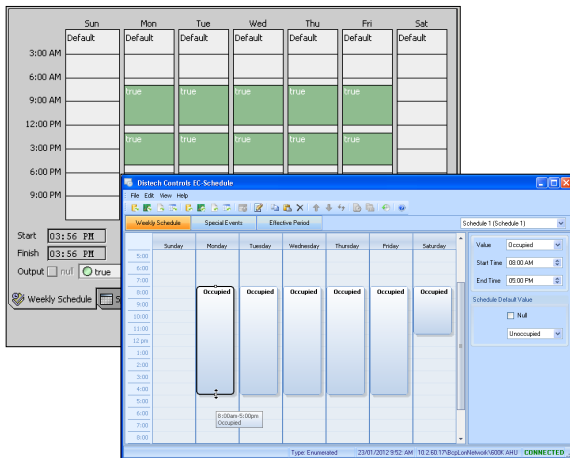 Sun Mon Tue Wed Thu Fri Sat
Default Default Default Default Default Default Default
3:00 AM
6:00 AM
9:00 AM true true true true true
12:00 PM
3:00 PM true true true true true
6:00 PM
9:00 PM
Start 03:56 PM
Finish 03:56 PM
Output null true
Weekly Schedule S
Distech Controls EC-Schedule
File Edit View Help
Weekly Schedule Special Events Effective Period Schedule 1 (Schedule 1)
Sunday Monday Tuesday Wednesday Thursday Friday Saturday
5:00
6:00
7:00
8:00 Occupied Occupied Occupied Occupied Occupied Occupied
9:00
10:00
11:00
12 pm
1:00
2:00
3:00
4:00
5:00
6:00
7:00
8:00
8:00am-5:00pm
Occupied
Value Occupied
Start Time 08:00 AM
End Time 05:00 PM
Schedule Default Value
Null
Unoccupied
Type: Enumerated 23/01/2012 9:52 AM 10.2.60.17\BcpLonNetwork\600K AHU CONNECTED